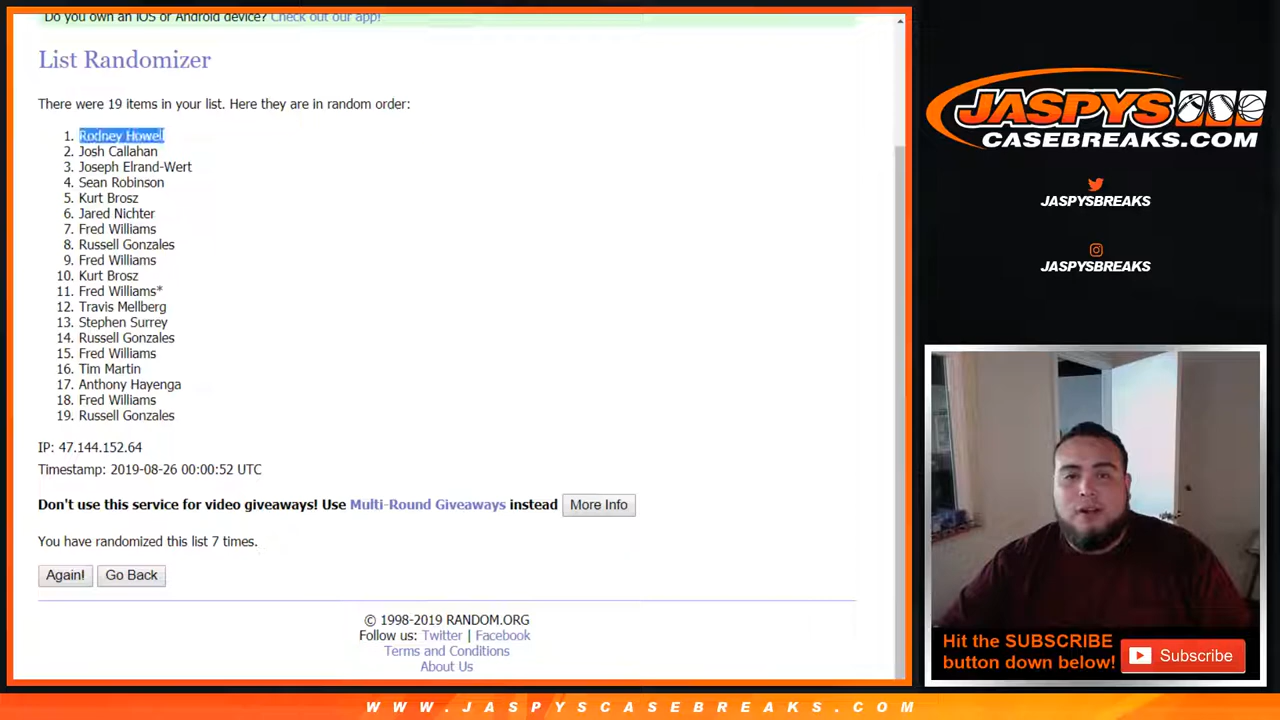 Do you own an iOS or Android device? Check out our app!
List Randomizer
There were 19 items in your list. Here they are in random order:
1. Rodney Howell
2. Josh Callahan
3. Joseph Elrand-Wert
4. Sean Robinson
5. Kurt Brosz
6. Jared Nichter
7. Fred Williams
8. Russell Gonzales
9. Fred Williams
10. Kurt Brosz
11. Fred Williams*
12. Travis Mellberg
13. Stephen Surrey
14. Russell Gonzales
15. Fred Williams
16. Tim Martin
17. Anthony Hayenga
18. Fred Williams
19. Russell Gonzales
IP: 47.144.152.64
Timestamp: 2019-08-26 00:00:52 UTC
Don't use this service for video giveaways! Use Multi-Round Giveaways instead More Info
You have randomized this list 7 times.
Again! Go Back
© 1998-2019 RANDOM.ORG
Follow us: Twitter | Facebook
Terms and Conditions
About Us
JASPYS
CASEBREAKS.COM
JASPYSBREAKS
JASPYSBREAKS
Hit the SUBSCRIBE
button down below!
Subscribe
WWW.JASPYSCASEBREAKS.COM